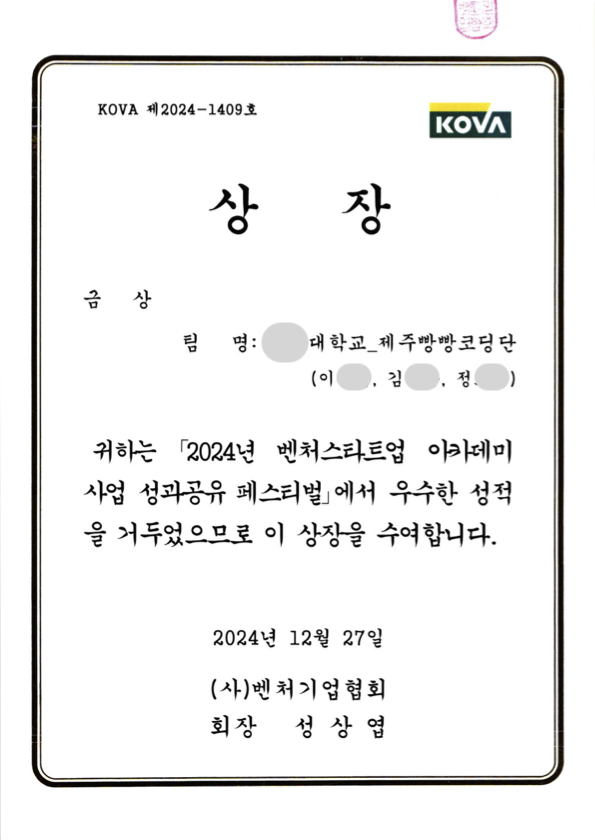 KOVA 제2024-1409호
KOVA
상 장
금 상
팀 명: 대학교_제주빵빵코딩단
(이 , 김 , 정 )
귀하는 「2024년 벤처스타트업 아카데미
사업 성과공유 페스티벌」에서 우수한 성적
을 거두었으므로 이 상장을 수여합니다.
2024년 12월 27일
(사)벤처기업협회
회장 성상엽